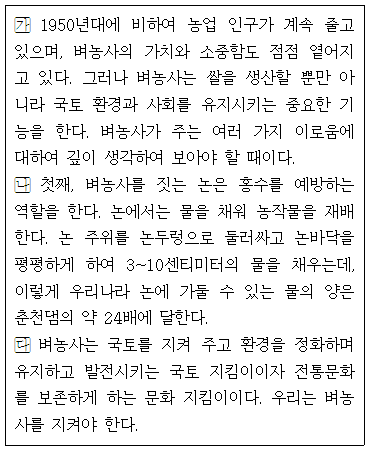 가 1950년대에 비하여 농업 인구가 계속 줄고
있으며, 벼농사의 가치와 소중함도 점점 옅어지
고 있다. 그러나 벼농사는 쌀을 생산할 뿐만 아
니라 국토 환경과 사회를 유지시키는 중요한 기
능을 한다. 벼농사가 주는 여러 가지 이로움에
대하여 깊이 생각하여 보아야 할 때이다.
나 첫째, 벼농사를 짓는 논은 홍수를 예방하는
역할을 한다. 논에서는 물을 채워 농작물을 재배
한다. 논 주위를 논두렁으로 둘러싸고 논바닥을
평평하게 하여 3~10센티미터의 물을 채우는데,
이렇게 우리나라 논에 가둘 수 있는 물의 양은
춘천댐의 약 24배에 달한다.
다 벼농사는 국토를 지켜 주고 환경을 정화하며
유지하고 발전시키는 국토 지킴이이자 전통문화
를 보존하게 하는 문화 지킴이이다. 우리는 벼농
사를 지켜야 한다.